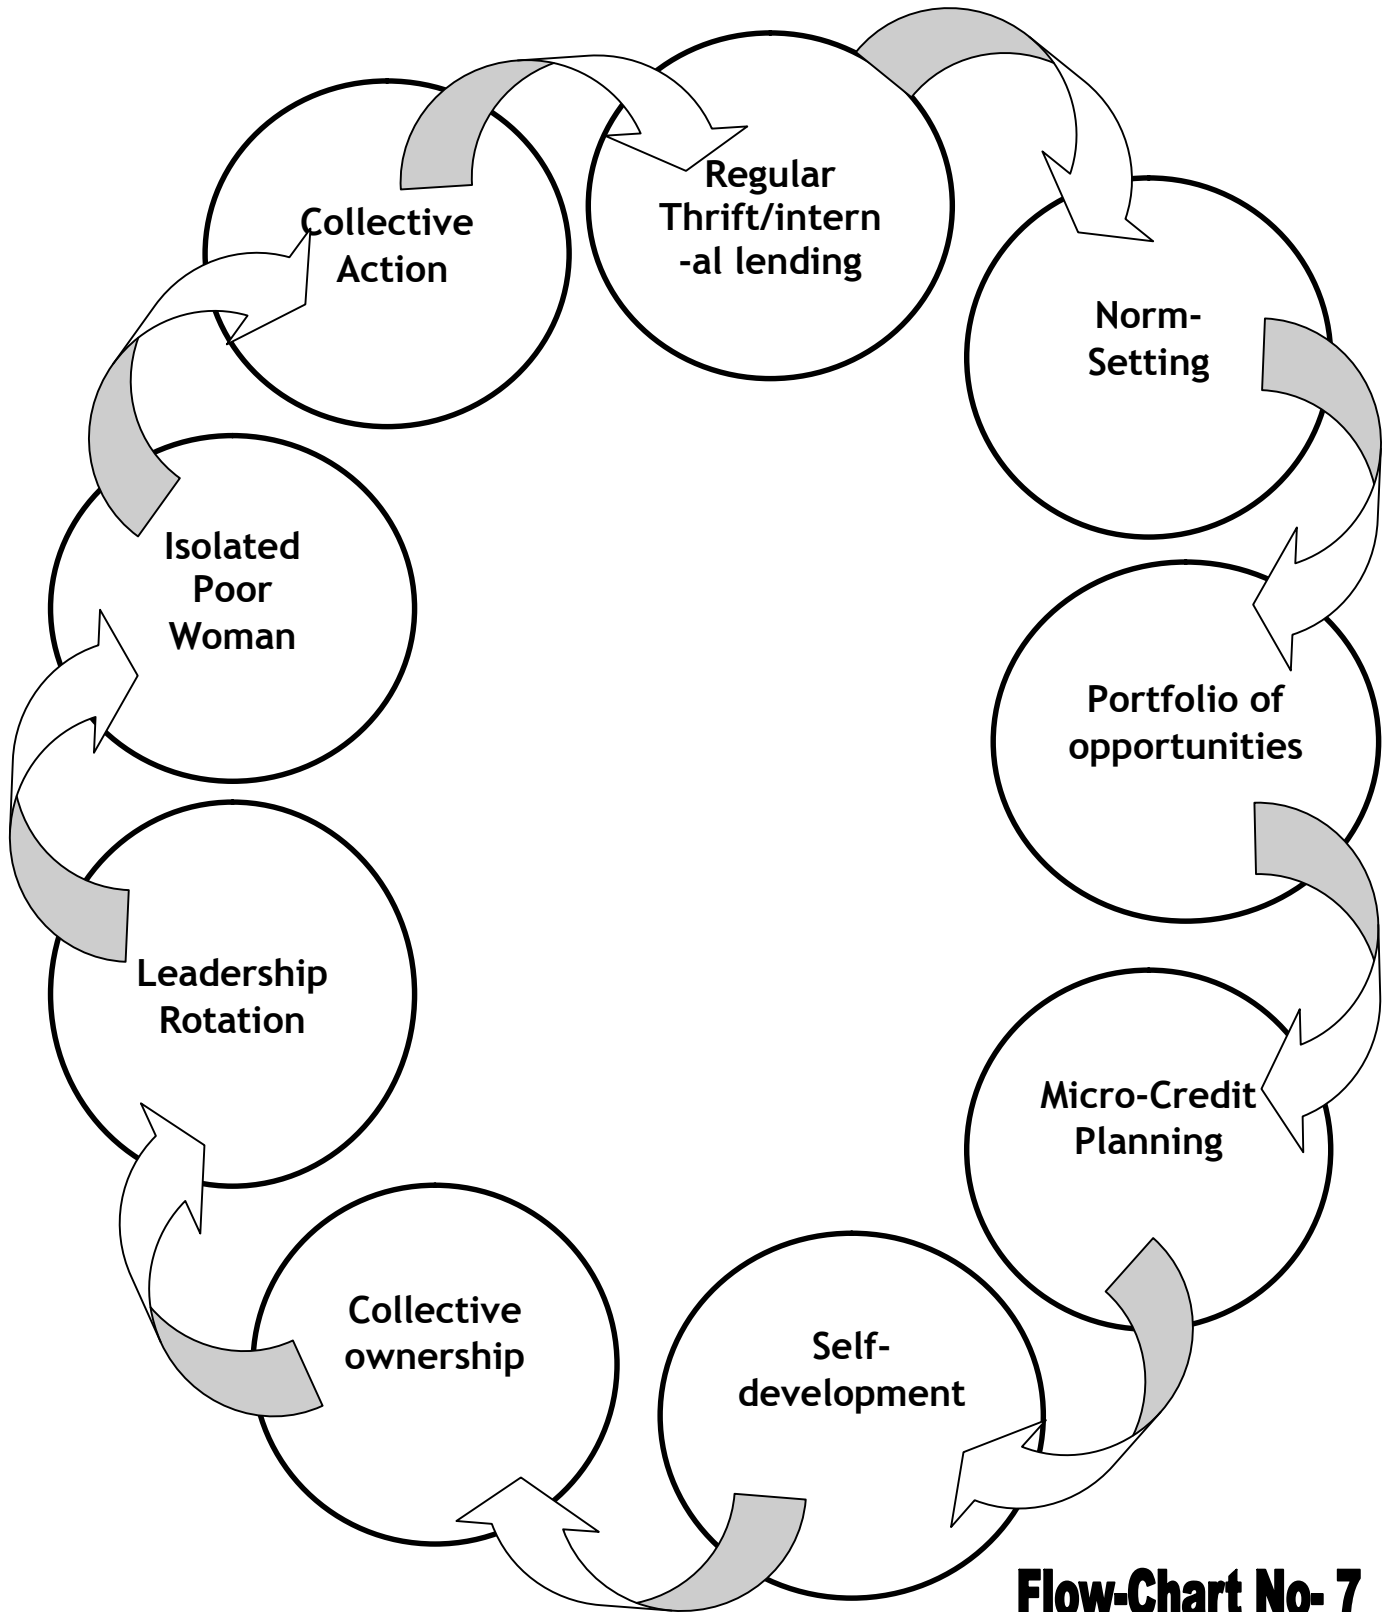 Collective
Action
Regular
Thrift/intern
-al lending
Norm-
Setting
Portfolio of
opportunities
Micro-Credit
Planning
Self-
development
Collective
ownership
Leadership
Rotation
Isolated
Poor
Woman
Flow-Chart No- 7